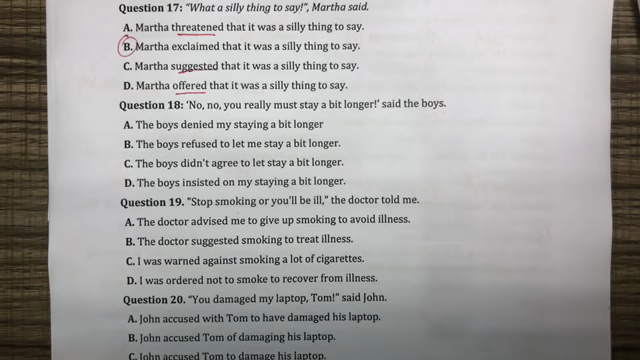 Question 17: "What a silly thing to say!", Martha said.
A. Martha threatened that it was a silly thing to say.
B. Martha exclaimed that it was a silly thing to say.
C. Martha suggested that it was a silly thing to say.
D. Martha offered that it was a silly thing to say.
Question 18: 'No, no, you really must stay a bit longer!' said the boys.
A. The boys denied my staying a bit longer
B. The boys refused to let me stay a bit longer.
C. The boys didn't agree to let stay a bit longer.
D. The boys insisted on my staying a bit longer.
Question 19. "Stop smoking or you'll be ill," the doctor told me.
A. The doctor advised me to give up smoking to avoid illness.
B. The doctor suggested smoking to treat illness.
C. I was warned against smoking a lot of cigarettes.
D. I was ordered not to smoke to recover from illness.
Question 20. "You damaged my laptop, Tom!" said John.
A. John accused with Tom to have damaged his laptop.
B. John accused Tom of damaging his laptop.
C. John accused Tom to damage his laptop.